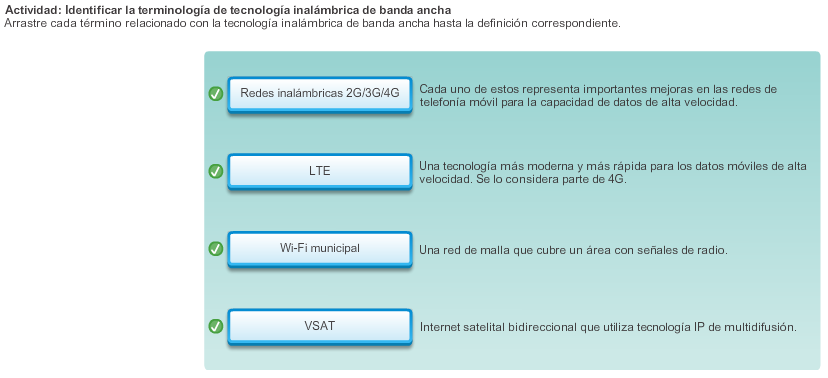 Actividad: Identificar la terminología de tecnología inalámbrica de banda ancha
Arrastre cada término relacionado con la tecnología inalámbrica de banda ancha hasta la definición correspondiente.
Redes inalámbricas 2G/3G/4G
Cada uno de estos representa importantes mejoras en las redes de
telefonía móvil para la capacidad de datos de alta velocidad.
LTE
Una tecnología más moderna y más rápida para los datos móviles de alta
velocidad. Se lo considera parte de 4G.
Wi-Fi municipal
Una red de malla que cubre un área con señales de radio.
VSAT
Internet satelital bidireccional que utiliza tecnología IP de multidifusión.